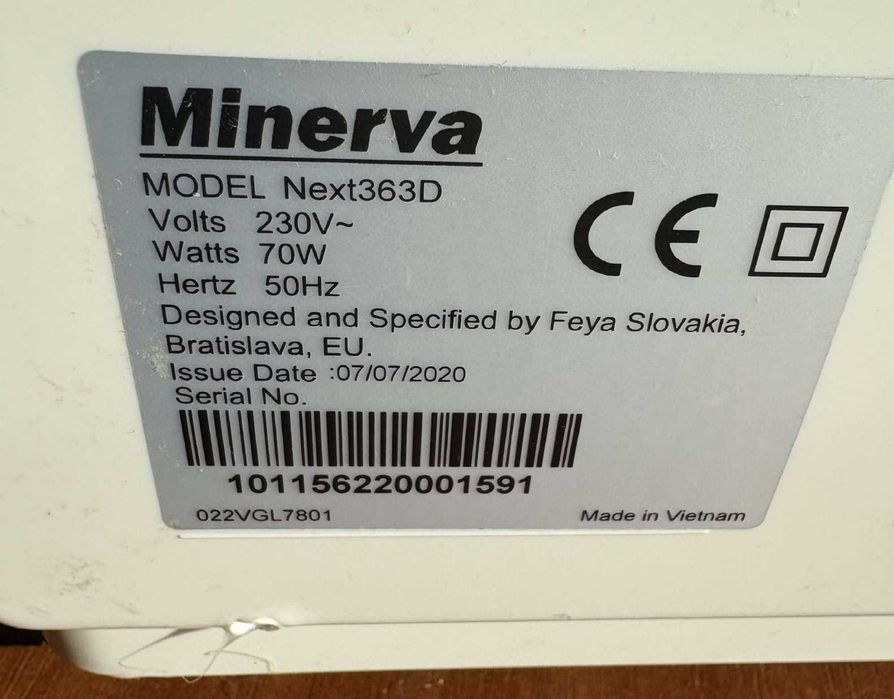 Minerva
MODEL Next363D
Volts 230V~
Watts 70W
Hertz 50Hz
CE
Designed and Specified by Feya Slovakia,
Bratislava, EU.
Issue Date :07/07/2020
Serial No.
101156220001591
022VGL7801 Made in Vietnam